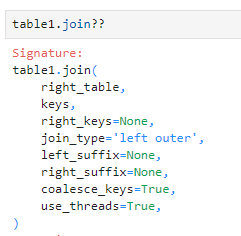 table1.join??
Signature:
table1.join(
    right_table,
    keys,
    right_keys=None,
    join_type='left outer',
    left_suffix=None,
    right_suffix=None,
    coalesce_keys=True,
    use_threads=True,
)